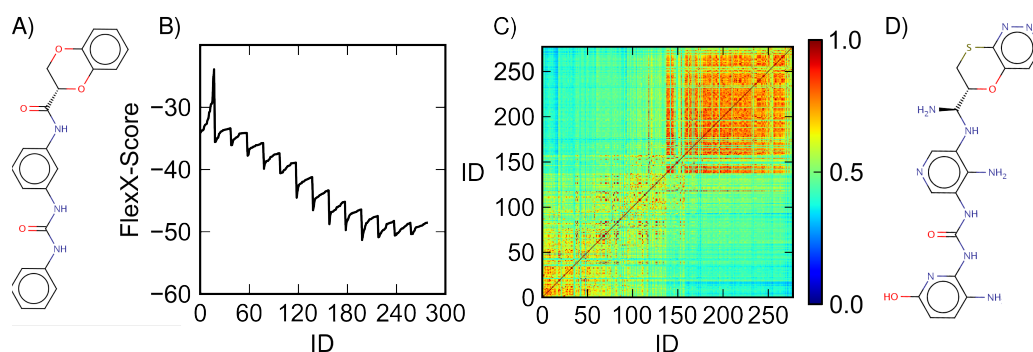 A)
O
O
O
NH
NH
O
NH
B)
FlexX-Score
−30
−40
−50
−60
0 60 120 180 240 300
ID
C)
ID
250
200
150
100
50
0
0 50 100 150 200 250
ID
1.0
0.5
0.0
D)
N N
S
O
H₂N
NH
N
NH₂
NH
O
NH
N
HO
NH